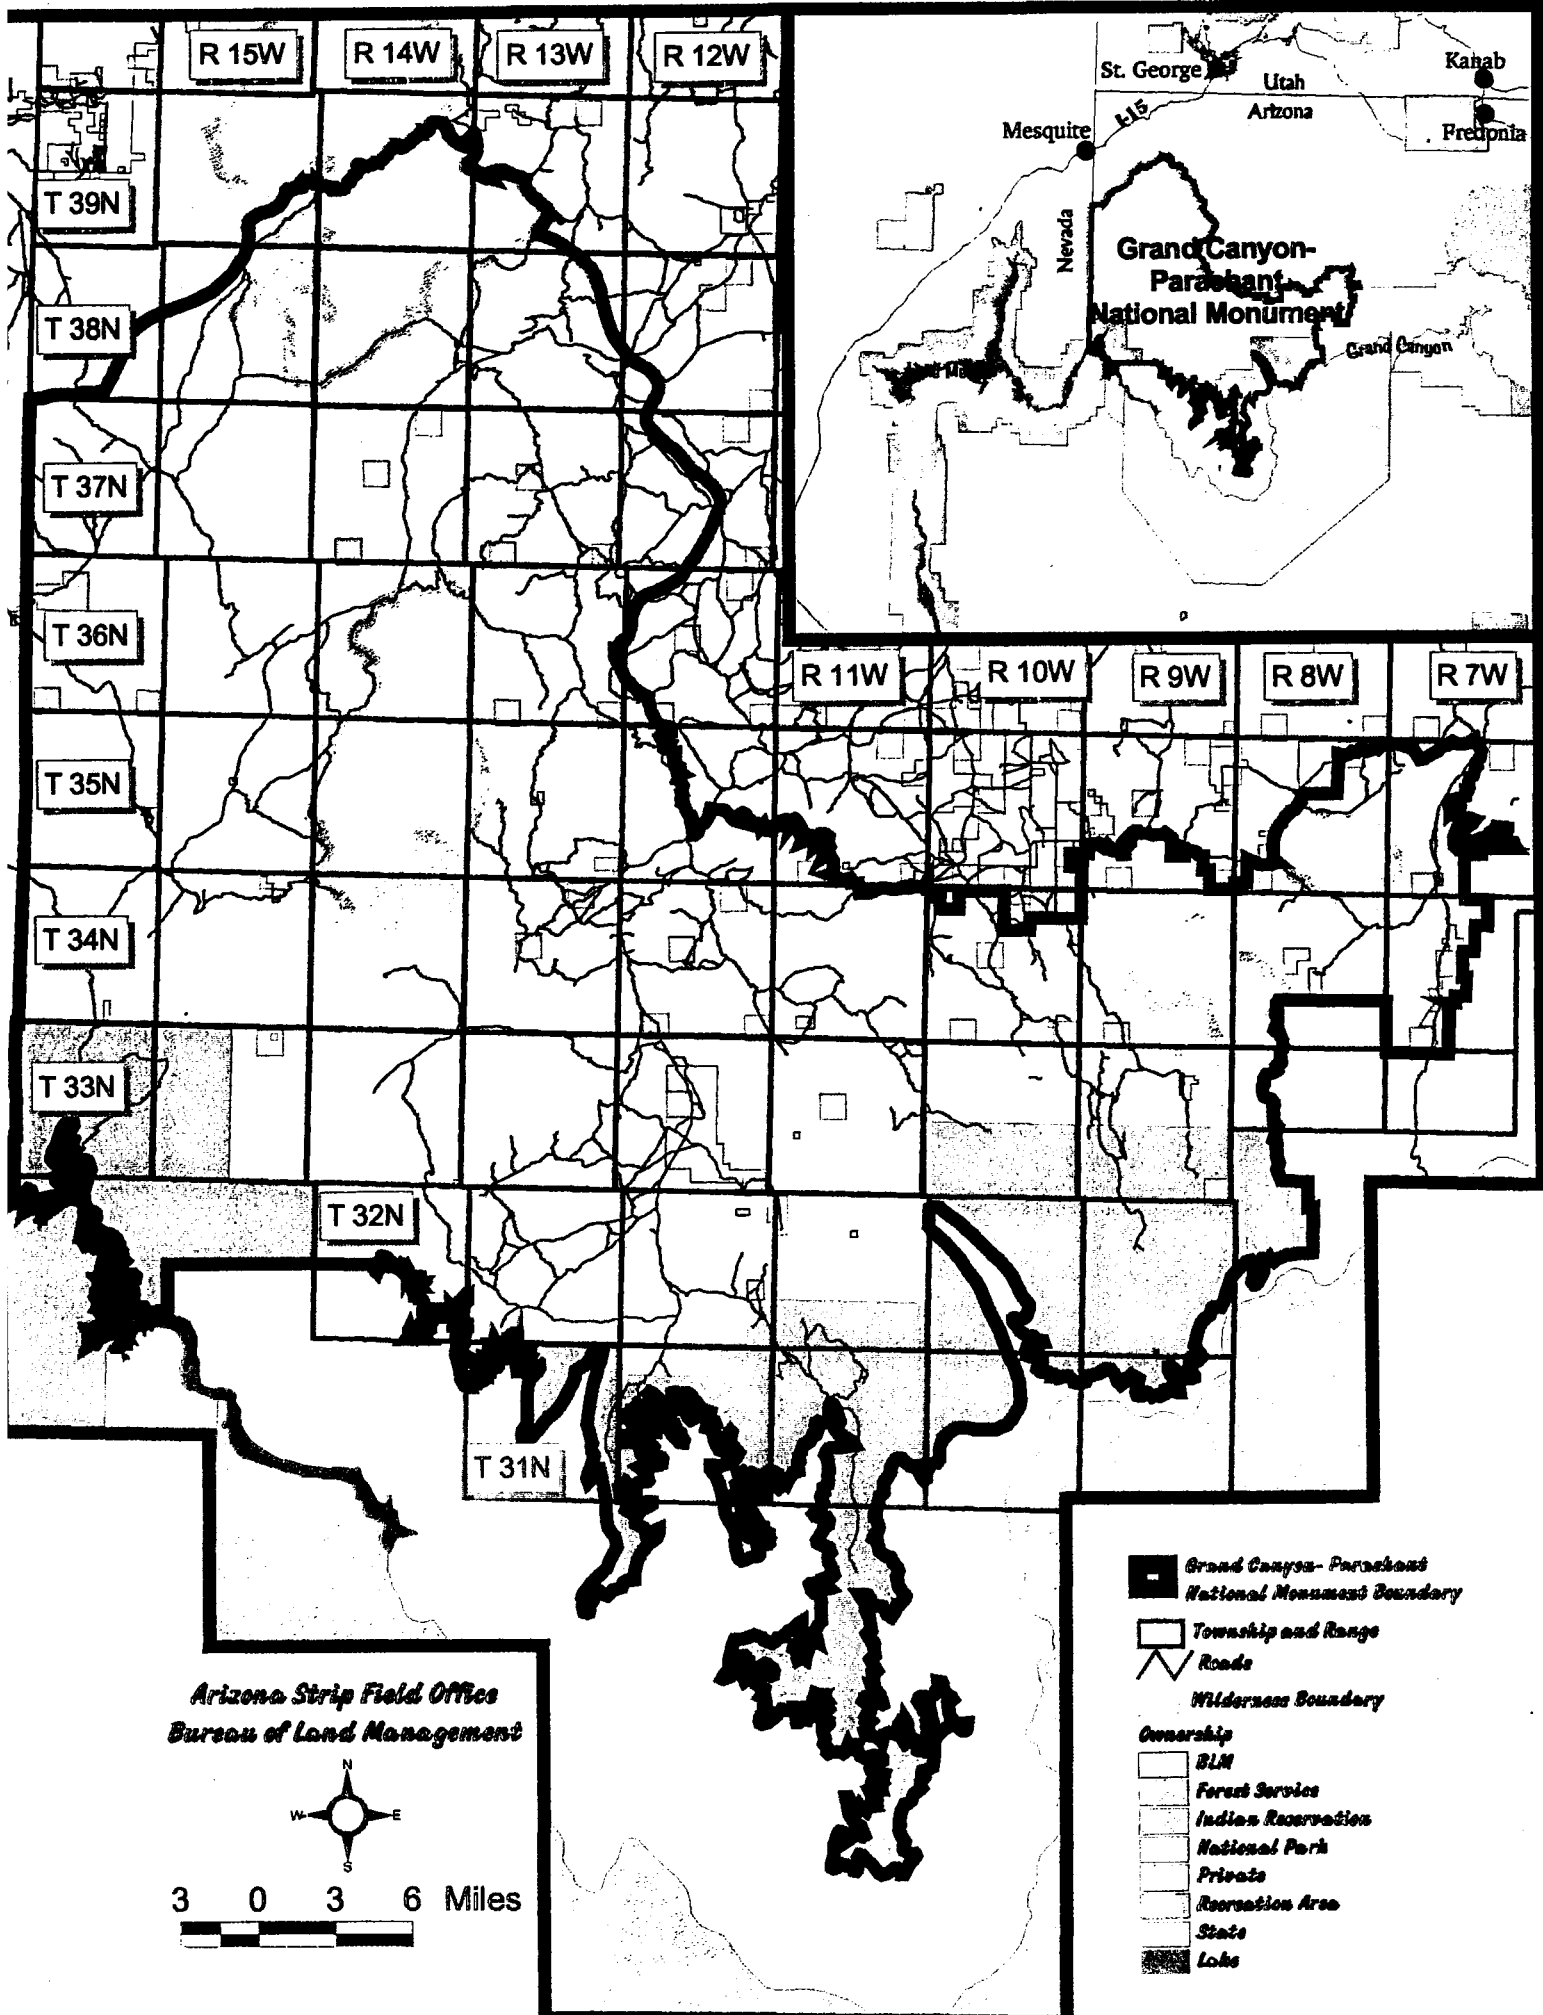 R 15W
R 14W
R 13W
R 12W
St. George
Kanab
Utah
Arizona
I-15
Mesquite
Fredonia
T 39N
Nevada
Grand Canyon-
Parashant
National Monument
T 38N
Grand Canyon
T 37N
T 36N
R 11W
R 10W
R 9W
R 8W
R 7W
T 35N
T 34N
T 33N
T 32N
T 31N
Grand Canyon- Parashant
National Monument Boundary
Township and Range
Roads
Wilderness Boundary
Ownership
BLM
Forest Service
Indian Reservation
National Park
Private
Recreation Area
State
Lake
Arizona Strip Field Office
Bureau of Land Management
N
W
E
S
3 0 3 6 Miles